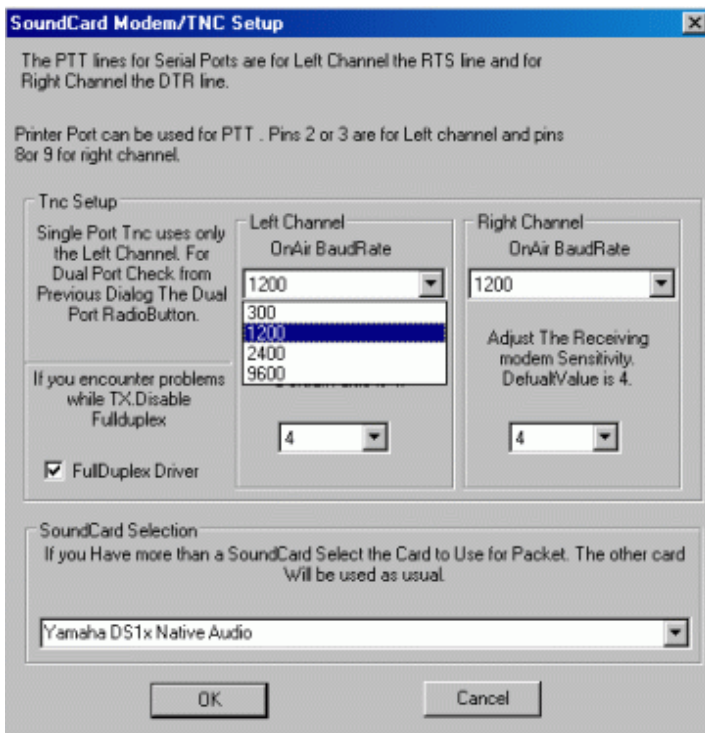 SoundCard Modem/TNC Setup
The PTT lines for Serial Ports are for Left Channel the RTS line and for
Right Channel the DTR line.
Printer Port can be used for PTT . Pins 2 or 3 are for Left channel and pins
8or 9 for right channel.
Tnc Setup
Single Port Tnc uses only
the Left Channel. For
Dual Port Check from
Previous Dialog The Dual
Port RadioButton.
If you encounter problems
while TX.Disable
Fullduplex
FullDuplex Driver
Left Channel
OnAir BaudRate
1200
300
1200
2400
9600
4
Right Channel
OnAir BaudRate
1200
Adjust The Receiving
modem Sensitivity.
DefualtValue is 4.
4
SoundCard Selection
If you Have more than a SoundCard Select the Card to Use for Packet. The other card
Will be used as usual.
Yamaha DS1x Native Audio
OK
Cancel